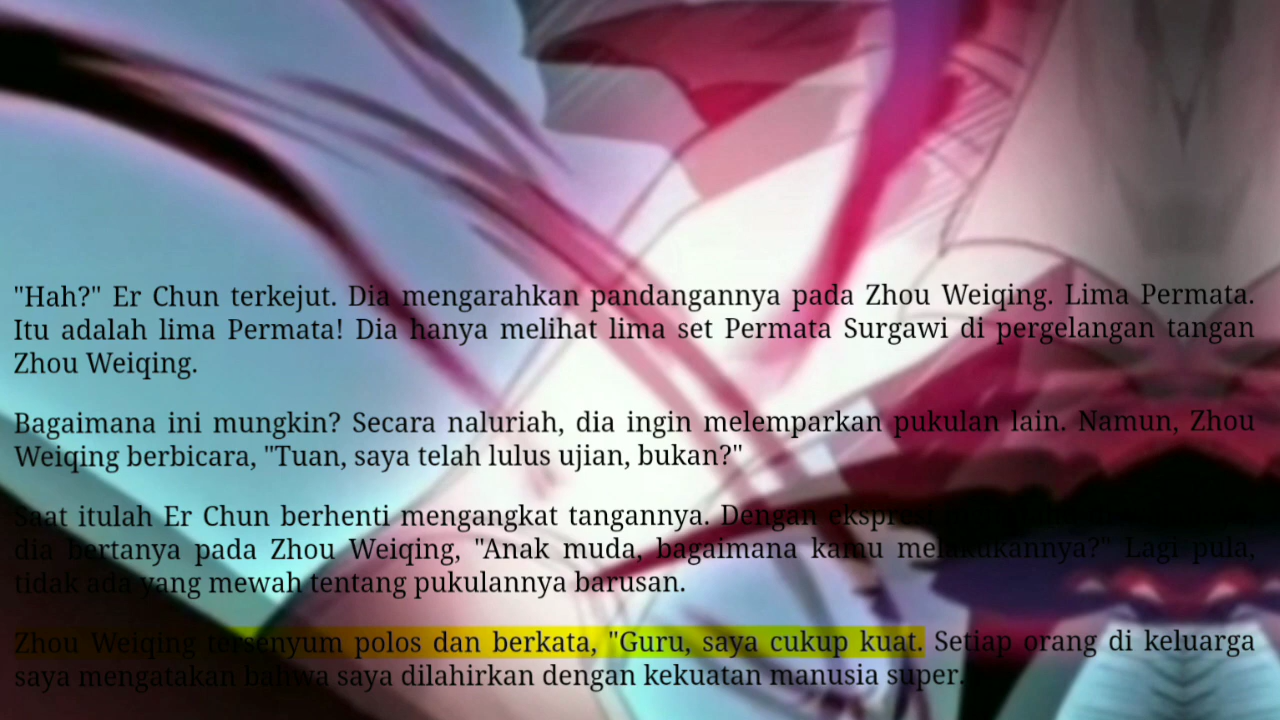 "Hah?" Er Chun terkejut. Dia mengarahkan pandangannya pada Zhou Weiqing. Lima Permata.
Itu adalah lima Permata! Dia hanya melihat lima set Permata Surgawi di pergelangan tangan
Zhou Weiqing.
Bagaimana ini mungkin? Secara naluriah, dia ingin melemparkan pukulan lain. Namun, Zhou
Weiqing berbicara, "Tuan, saya telah lulus ujian, bukan?"
Saat itulah Er Chun berhenti mengangkat tangannya. Dengan ekspresi
dia bertanya pada Zhou Weiqing, "Anak muda, bagaimana kamu melakukannya?" Lagi pula,
tidak ada yang mewah tentang pukulannya barusan.
Zhou Weiqing tersenyum polos dan berkata, "Guru, saya cukup kuat. Setiap orang di keluarga
saya mengatakan bahwa saya dilahirkan dengan kekuatan manusia super.